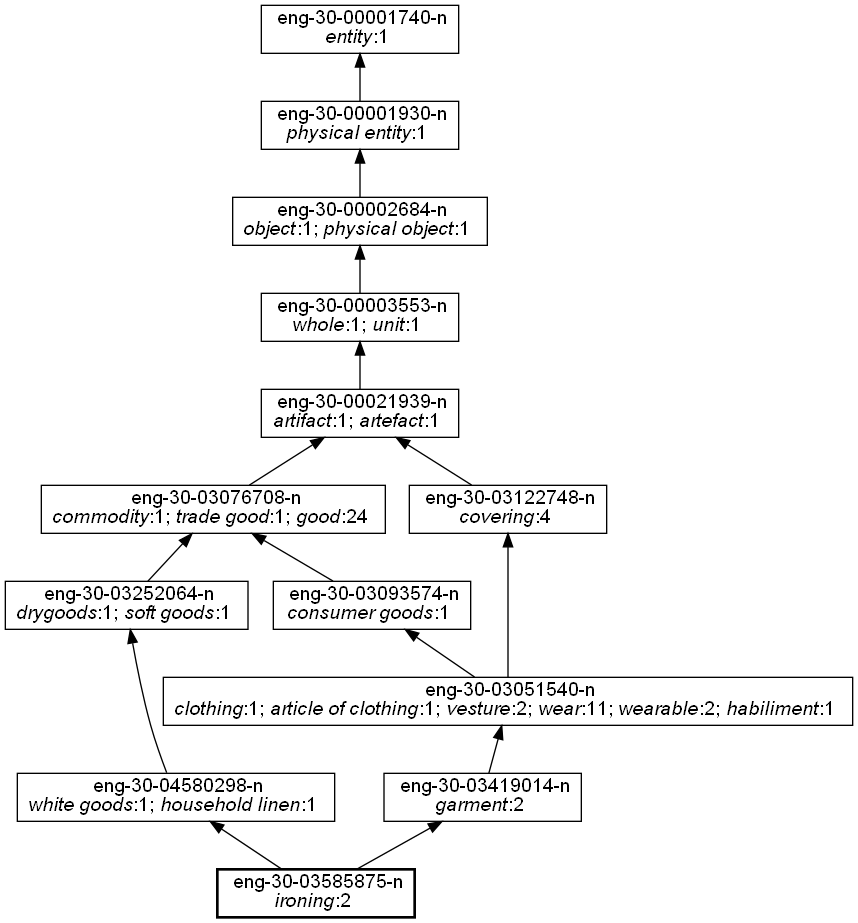 eng-30-00001740-n
entity:1
eng-30-00001930-n
physical entity:1
eng-30-00002684-n
object:1; physical object:1
eng-30-00003553-n
whole:1; unit:1
eng-30-00021939-n
artifact:1; artefact:1
eng-30-03076708-n
commodity:1; trade good:1; good:24
eng-30-03122748-n
covering:4
eng-30-03252064-n
drygoods:1; soft goods:1
eng-30-03093574-n
consumer goods:1
eng-30-03051540-n
clothing:1; article of clothing:1; vesture:2; wear:11; wearable:2; habiliment:1
eng-30-04580298-n
white goods:1; household linen:1
eng-30-03419014-n
garment:2
eng-30-03585875-n
ironing:2